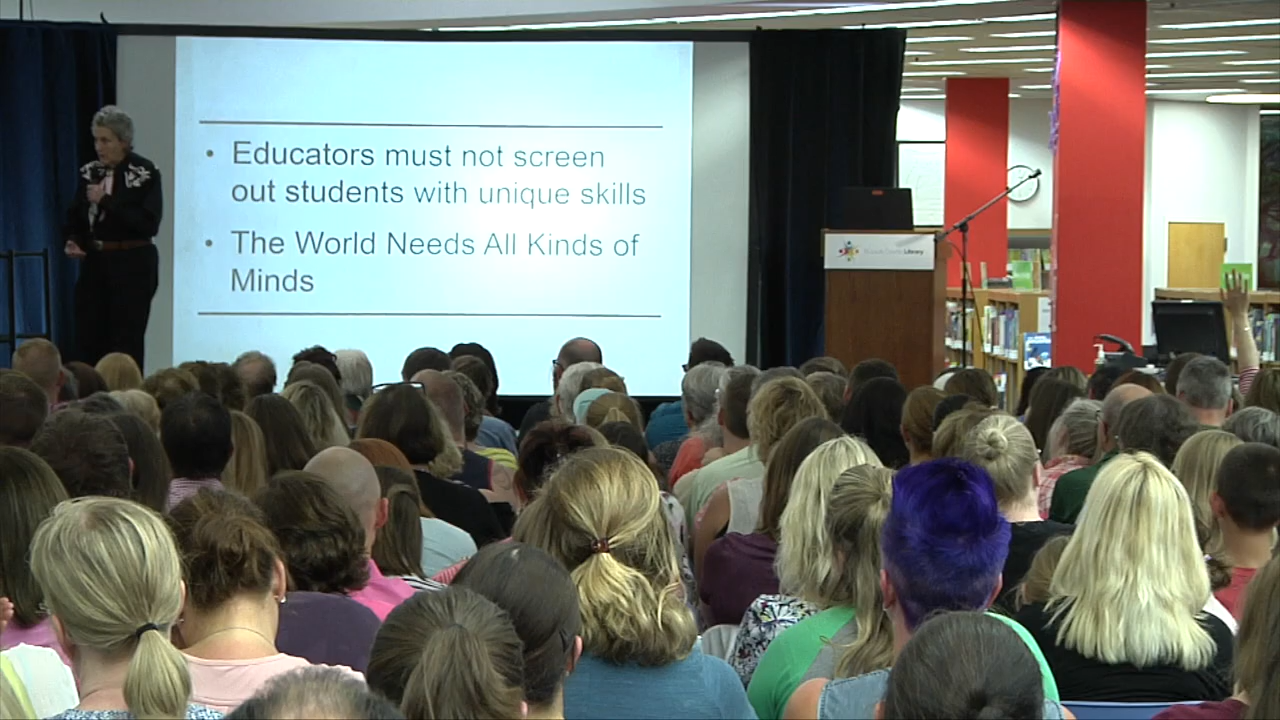 • Educators must not screen
out students with unique skills
• The World Needs All Kinds of
Minds
Library